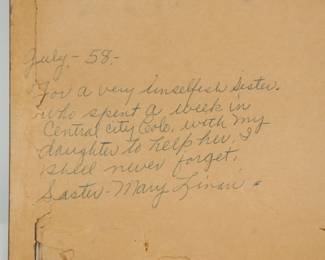 July - 58.-
For a very unselfish Sister.
who spent a week in
Central city Colo, with my
daughter to help her. I
shall never forget.
Sister - Mary